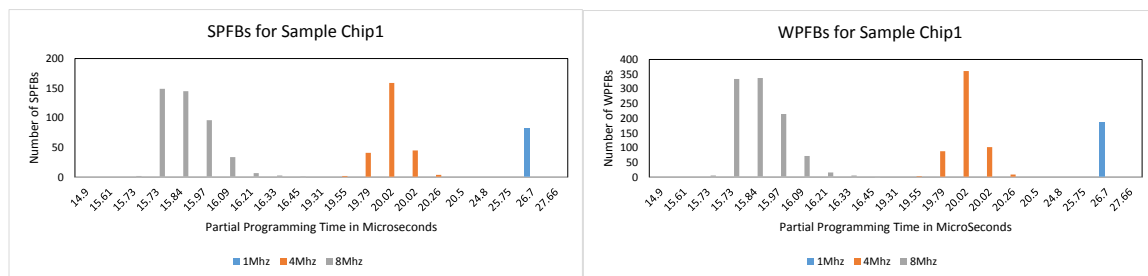 SPFBs for Sample Chip1
Number of SPFBs
200
150
100
50
0
14.9 15.61 15.73 15.73 15.84 15.97 16.09 16.21 16.33 16.45 19.31 19.55 19.79 20.02 20.02 20.26 20.5 24.8 25.75 26.7 27.66
Partial Programming Time in Microseconds
1Mhz 4Mhz 8Mhz
WPFBs for Sample Chip1
Number of WPFBs
400
350
300
250
200
150
100
50
0
14.9 15.61 15.73 15.73 15.84 15.97 16.09 16.21 16.33 16.45 19.31 19.55 19.79 20.02 20.02 20.26 20.5 24.8 25.75 26.7 27.66
Partial Programming Time in MicroSeconds
1Mhz 4Mhz 8Mhz